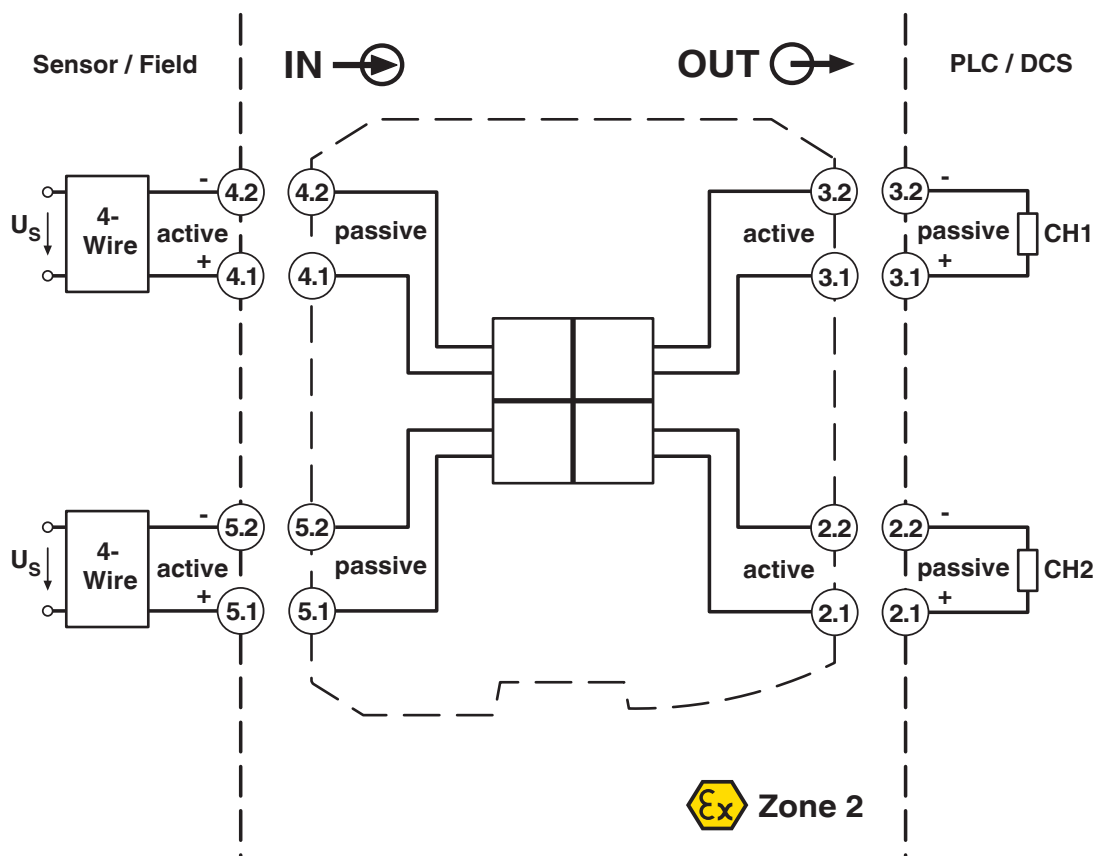 Sensor / Field
IN
OUT
PLC / DCS
-
4.2
4.2
3.2
3.2
-
US
4-
Wire
active
passive
active
passive
CH1
+
4.1
4.1
3.1
3.1
+
-
5.2
5.2
2.2
2.2
-
US
4-
Wire
active
passive
active
passive
CH2
+
5.1
5.1
2.1
2.1
+
Ex
Zone 2